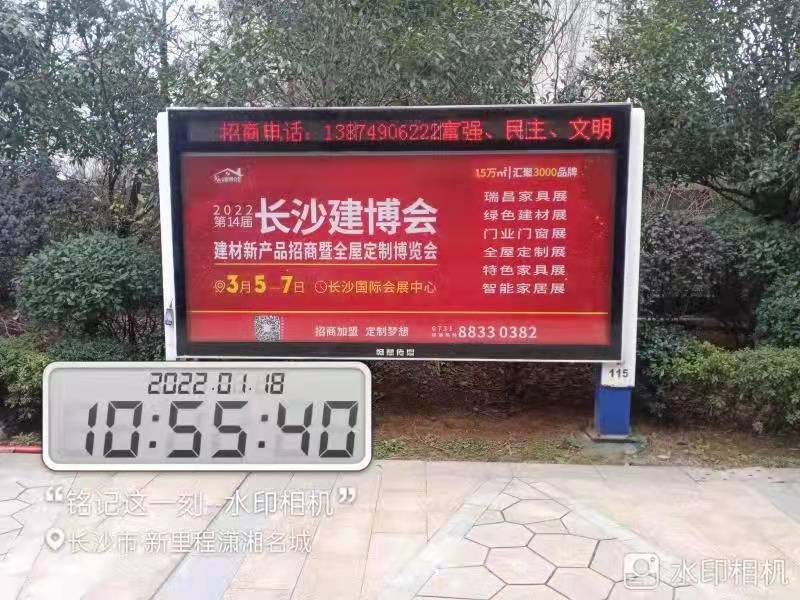 招商电话：13874906222富强、民主、文明
1.5万㎡|汇聚3000品牌
2022
第14届
长沙建博会
建材新产品招商暨全屋定制博览会
3月5—7日 长沙国际会展中心
瑞昌家具展
绿色建材展
门业门窗展
全屋定制展
特色家具展
智能家居展
招商加盟 定制梦想
0731
88330382
115
2022.01.18
10:55:40
“铭记这一刻-水印相机”
长沙市·新里程潇湘名城
水印相机